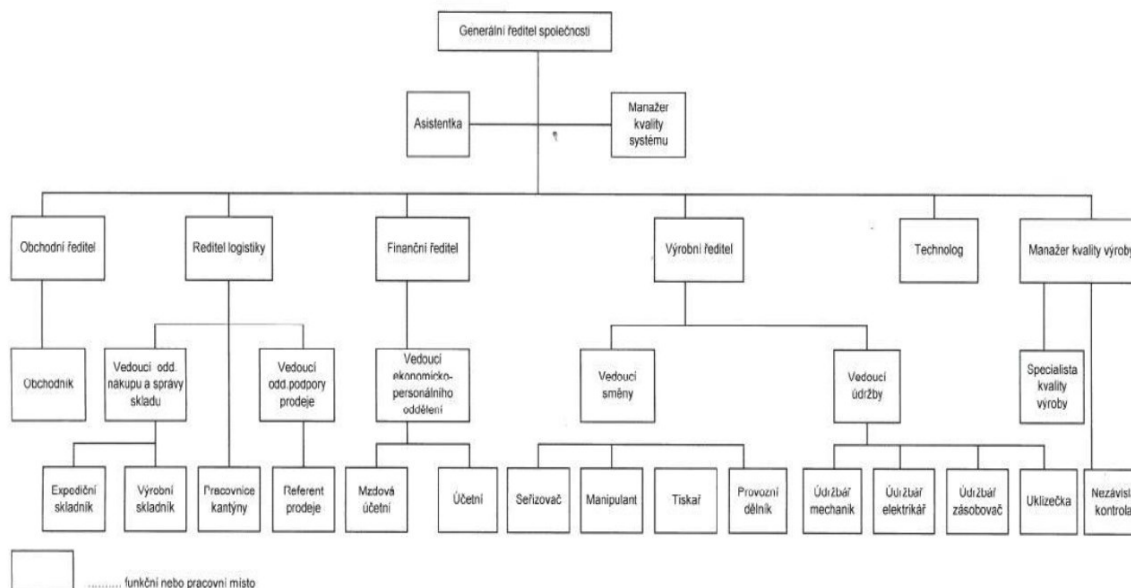 Generální ředitel společnosti
Asistentka
Manažer
kvality
systému
Obchodní ředitel
Reditel logistiky
Finanční ředitel
Výrobní ředitel
Technolog
Manažer kvality výroby
Obchodník
Vedoucí odd.
nákupu a správy
skladu
Vedoucí
odd.podpory
prodeje
Vedoucí
ekonomicko-
personálního
oddělení
Vedoucí
směny
Vedoucí
údržby
Specialista
kvality
výroby
Expediční
skladník
Výrobní
skladník
Pracovnice
kantýny
Referent
prodeje
Mzdová
účetní
Účetní
Seřizovač
Manipulant
Tiskař
Provozní
dělník
Údržbář
mechanik
Údržbář
elektrikář
Údržbář
zásobovač
Uklízečka
Nezávisl
kontrola
.......... funkční nebo pracovní místo